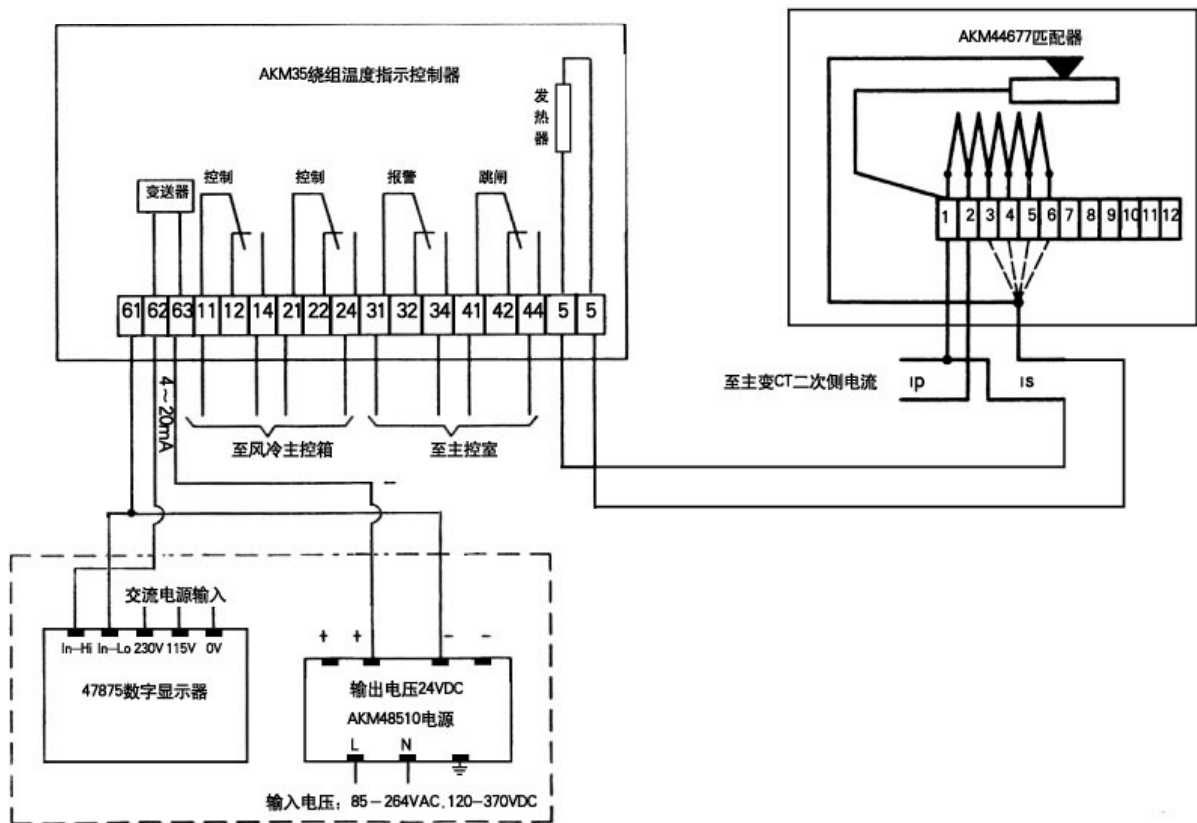 AKM35绕组温度指示控制器
发热器
变送器
控制
控制
报警
跳闸
61 62 63 11 12 14 21 22 24 31 32 34 41 42 44 5 5
4~20mA
至风冷主控箱
至主控室
-
AKM44677匹配器
1 2 3 4 5 6 7 8 9 10 11 12
至主变CT二次侧电流 Ip Is
交流电源输入
In-Hi In-Lo 230V 115V 0V
47875数字显示器
+ + - -
输出电压24VDC
AKM48510电源
L N
输入电压：85-264VAC,120-370VDC